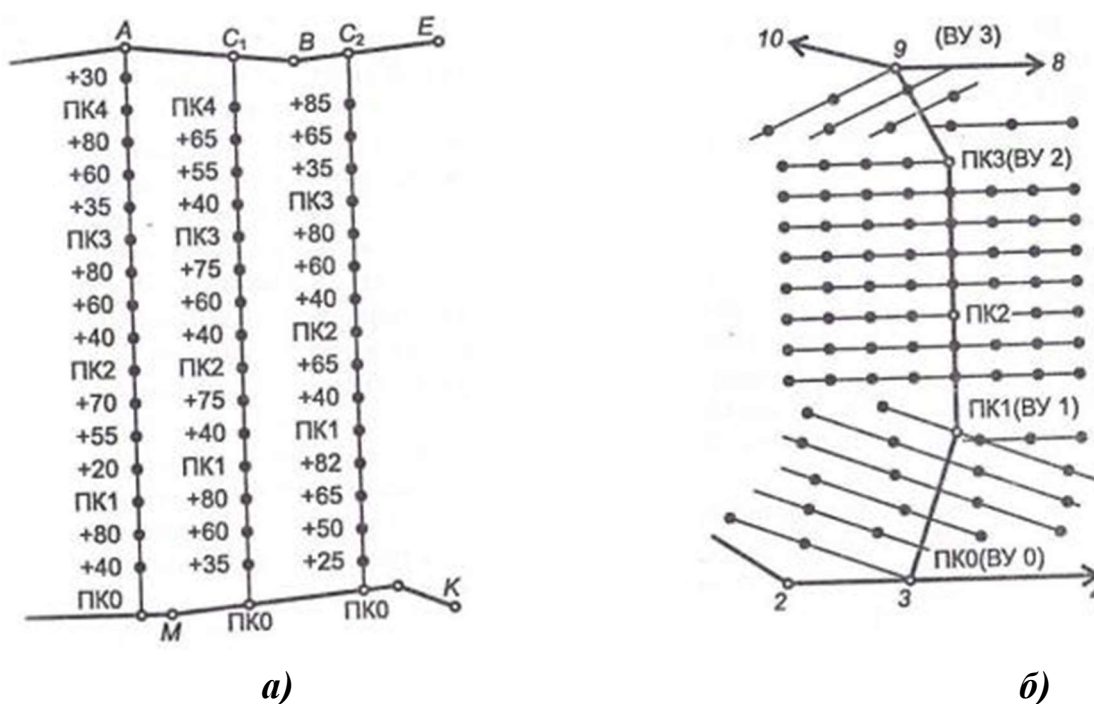 A C₁ B C₂ E
+30
ПК4
+80
+60
+35
ПК3
+80
+60
+40
ПК2
+70
+55
+20
ПК1
+80
+40
ПК0
M
ПК4
+65
+55
+40
ПК3
+75
+60
+40
ПК2
+75
+40
ПК1
+80
+60
+35
ПК0
+85
+65
+35
ПК3
+80
+60
+40
ПК2
+65
+40
ПК1
+82
+65
+50
+25
ПК0
K
а)
10 9 (ВУ 3) 8
ПК3(ВУ 2)
ПК2
ПК1(ВУ 1)
ПК0(ВУ 0)
2 3
б)